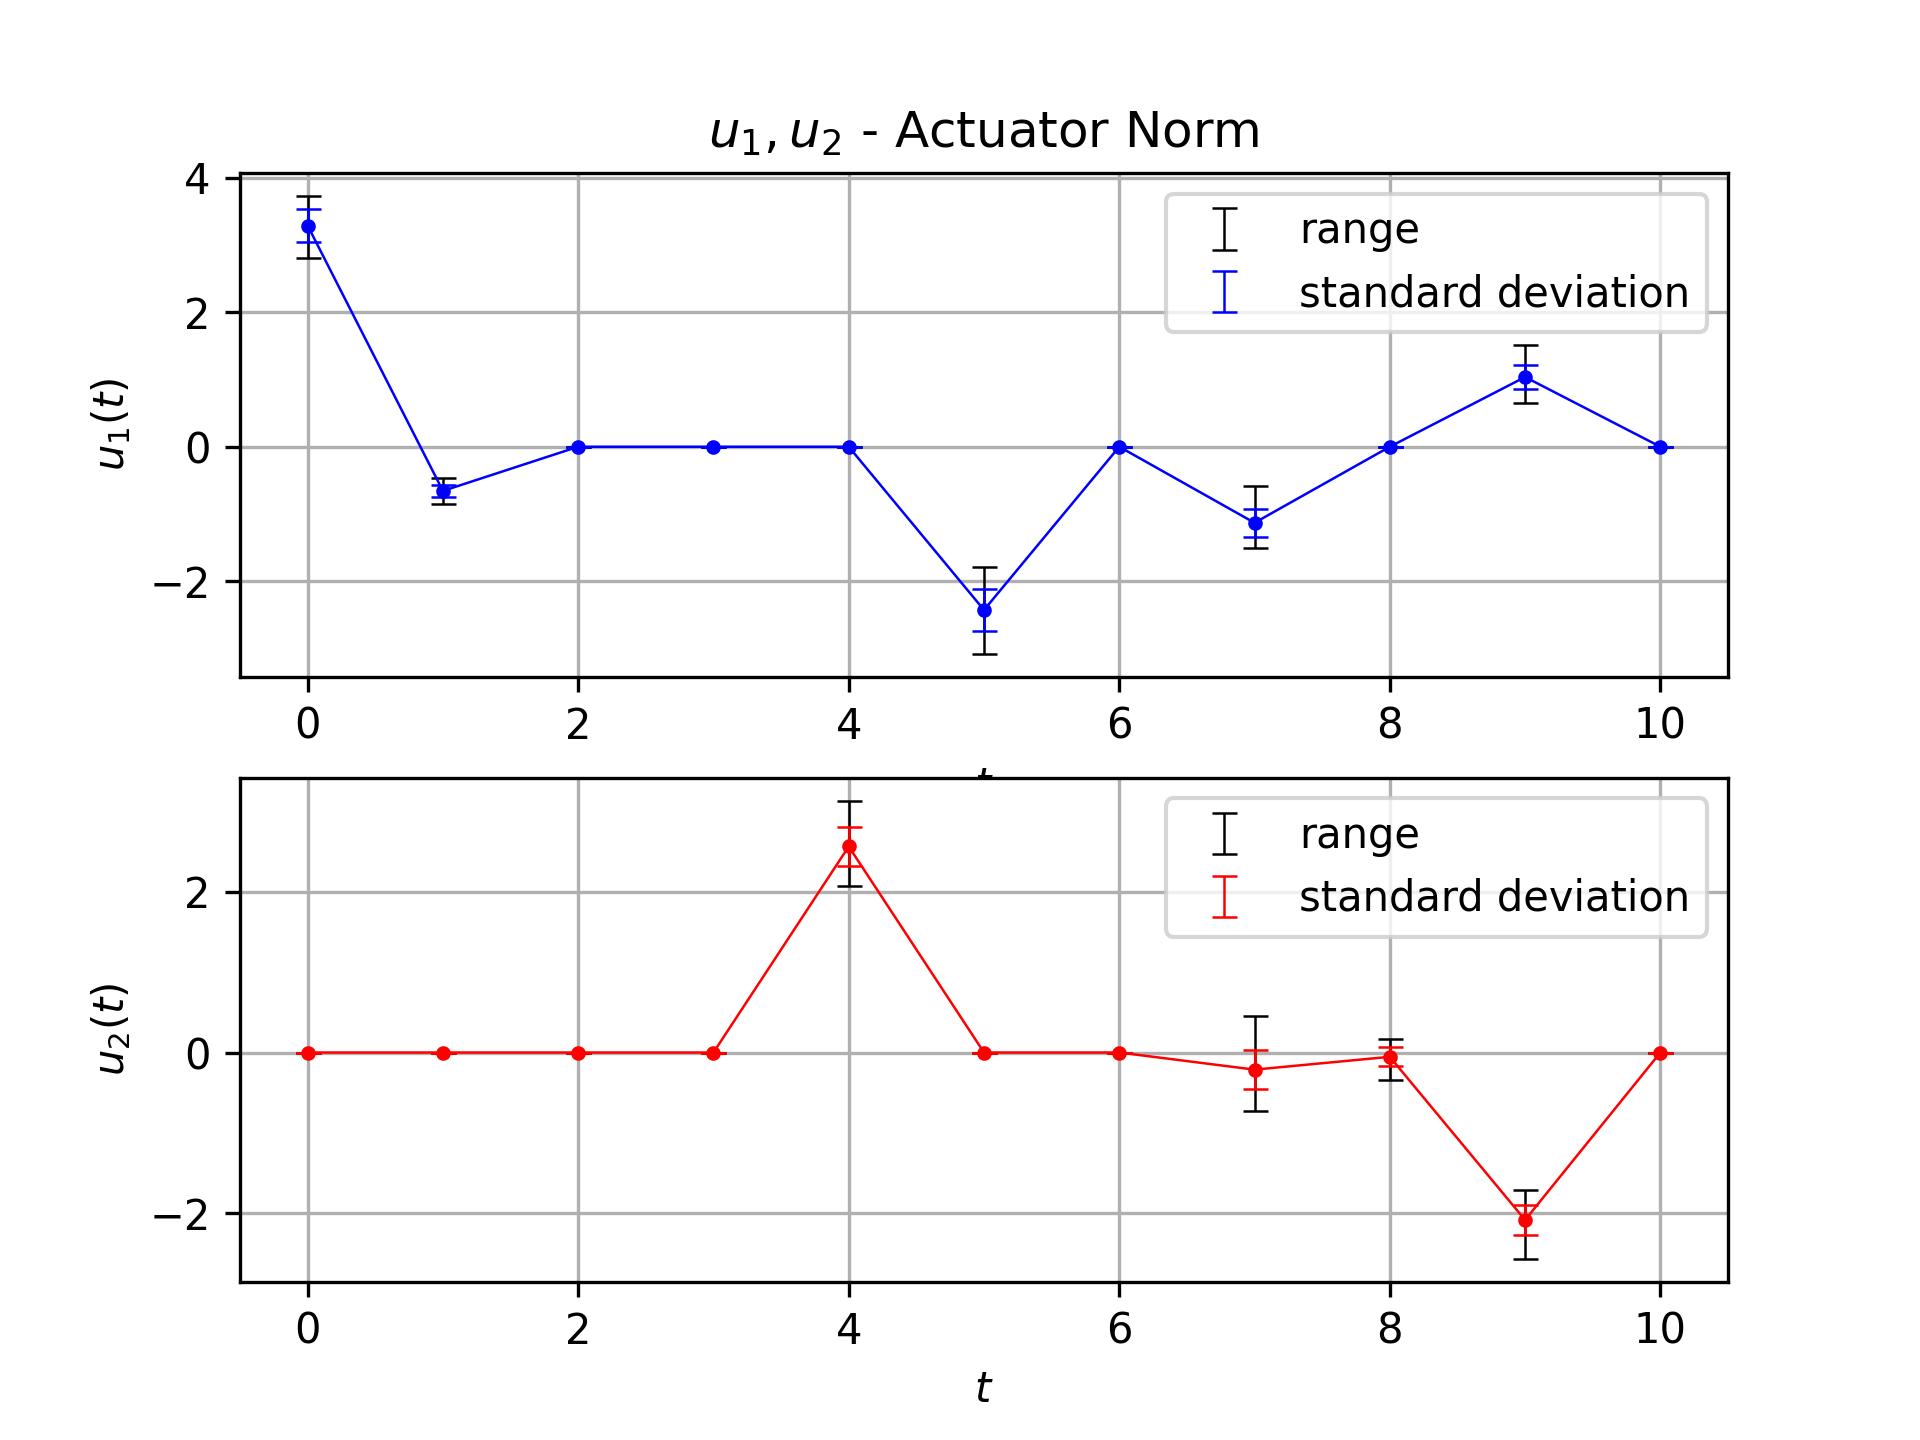 u₁, u₂ - Actuator Norm
4
2
0
−2
u₁(t)
range
standard deviation
0 2 4 6 8 10
t
2
0
−2
u₂(t)
range
standard deviation
0 2 4 6 8 10
t